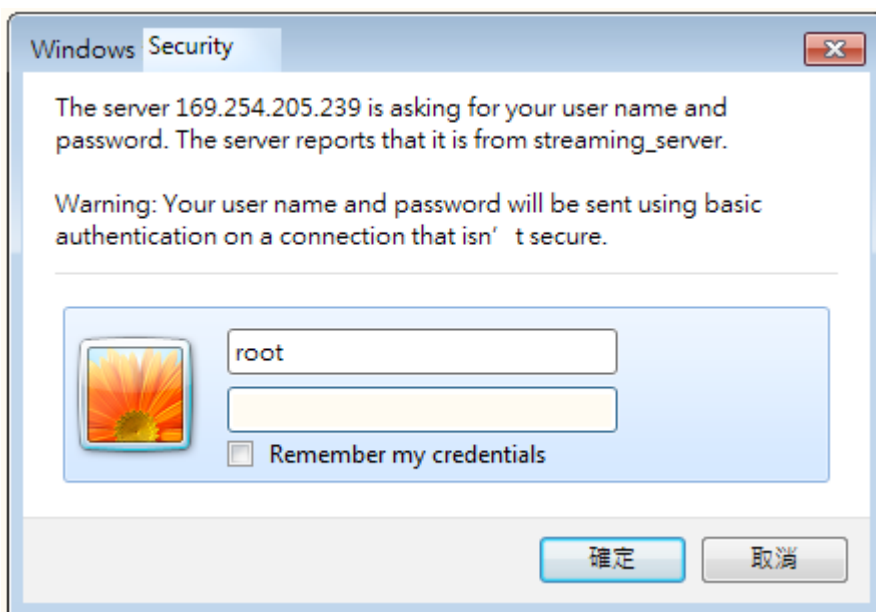 Windows Security
The server 169.254.205.239 is asking for your user name and
password. The server reports that it is from streaming_server.
Warning: Your user name and password will be sent using basic
authentication on a connection that isn’ t secure.
root
Remember my credentials
確定
取消